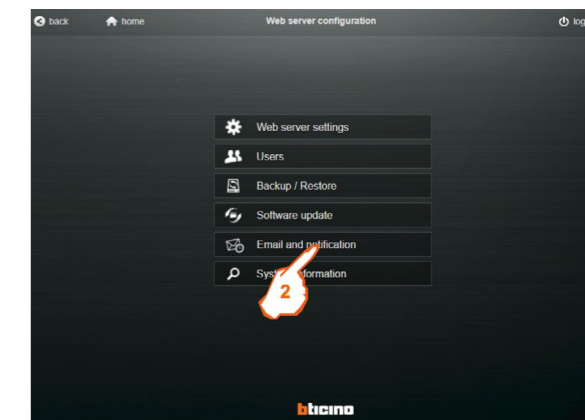 back
home
Web server configuration
log
Web server settings
Users
Backup / Restore
Software update
Email and notification
System information
2
bticino